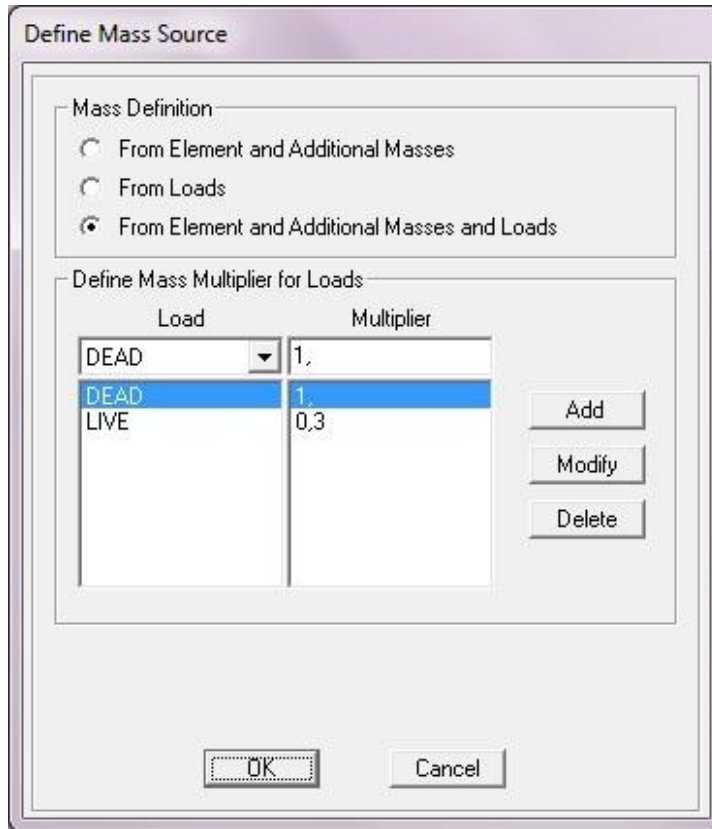 Define Mass Source
Mass Definition
From Element and Additional Masses
From Loads
From Element and Additional Masses and Loads
Define Mass Multiplier for Loads
Load Multiplier
DEAD 1,
DEAD 1,
LIVE 0,3
Add
Modify
Delete
OK Cancel